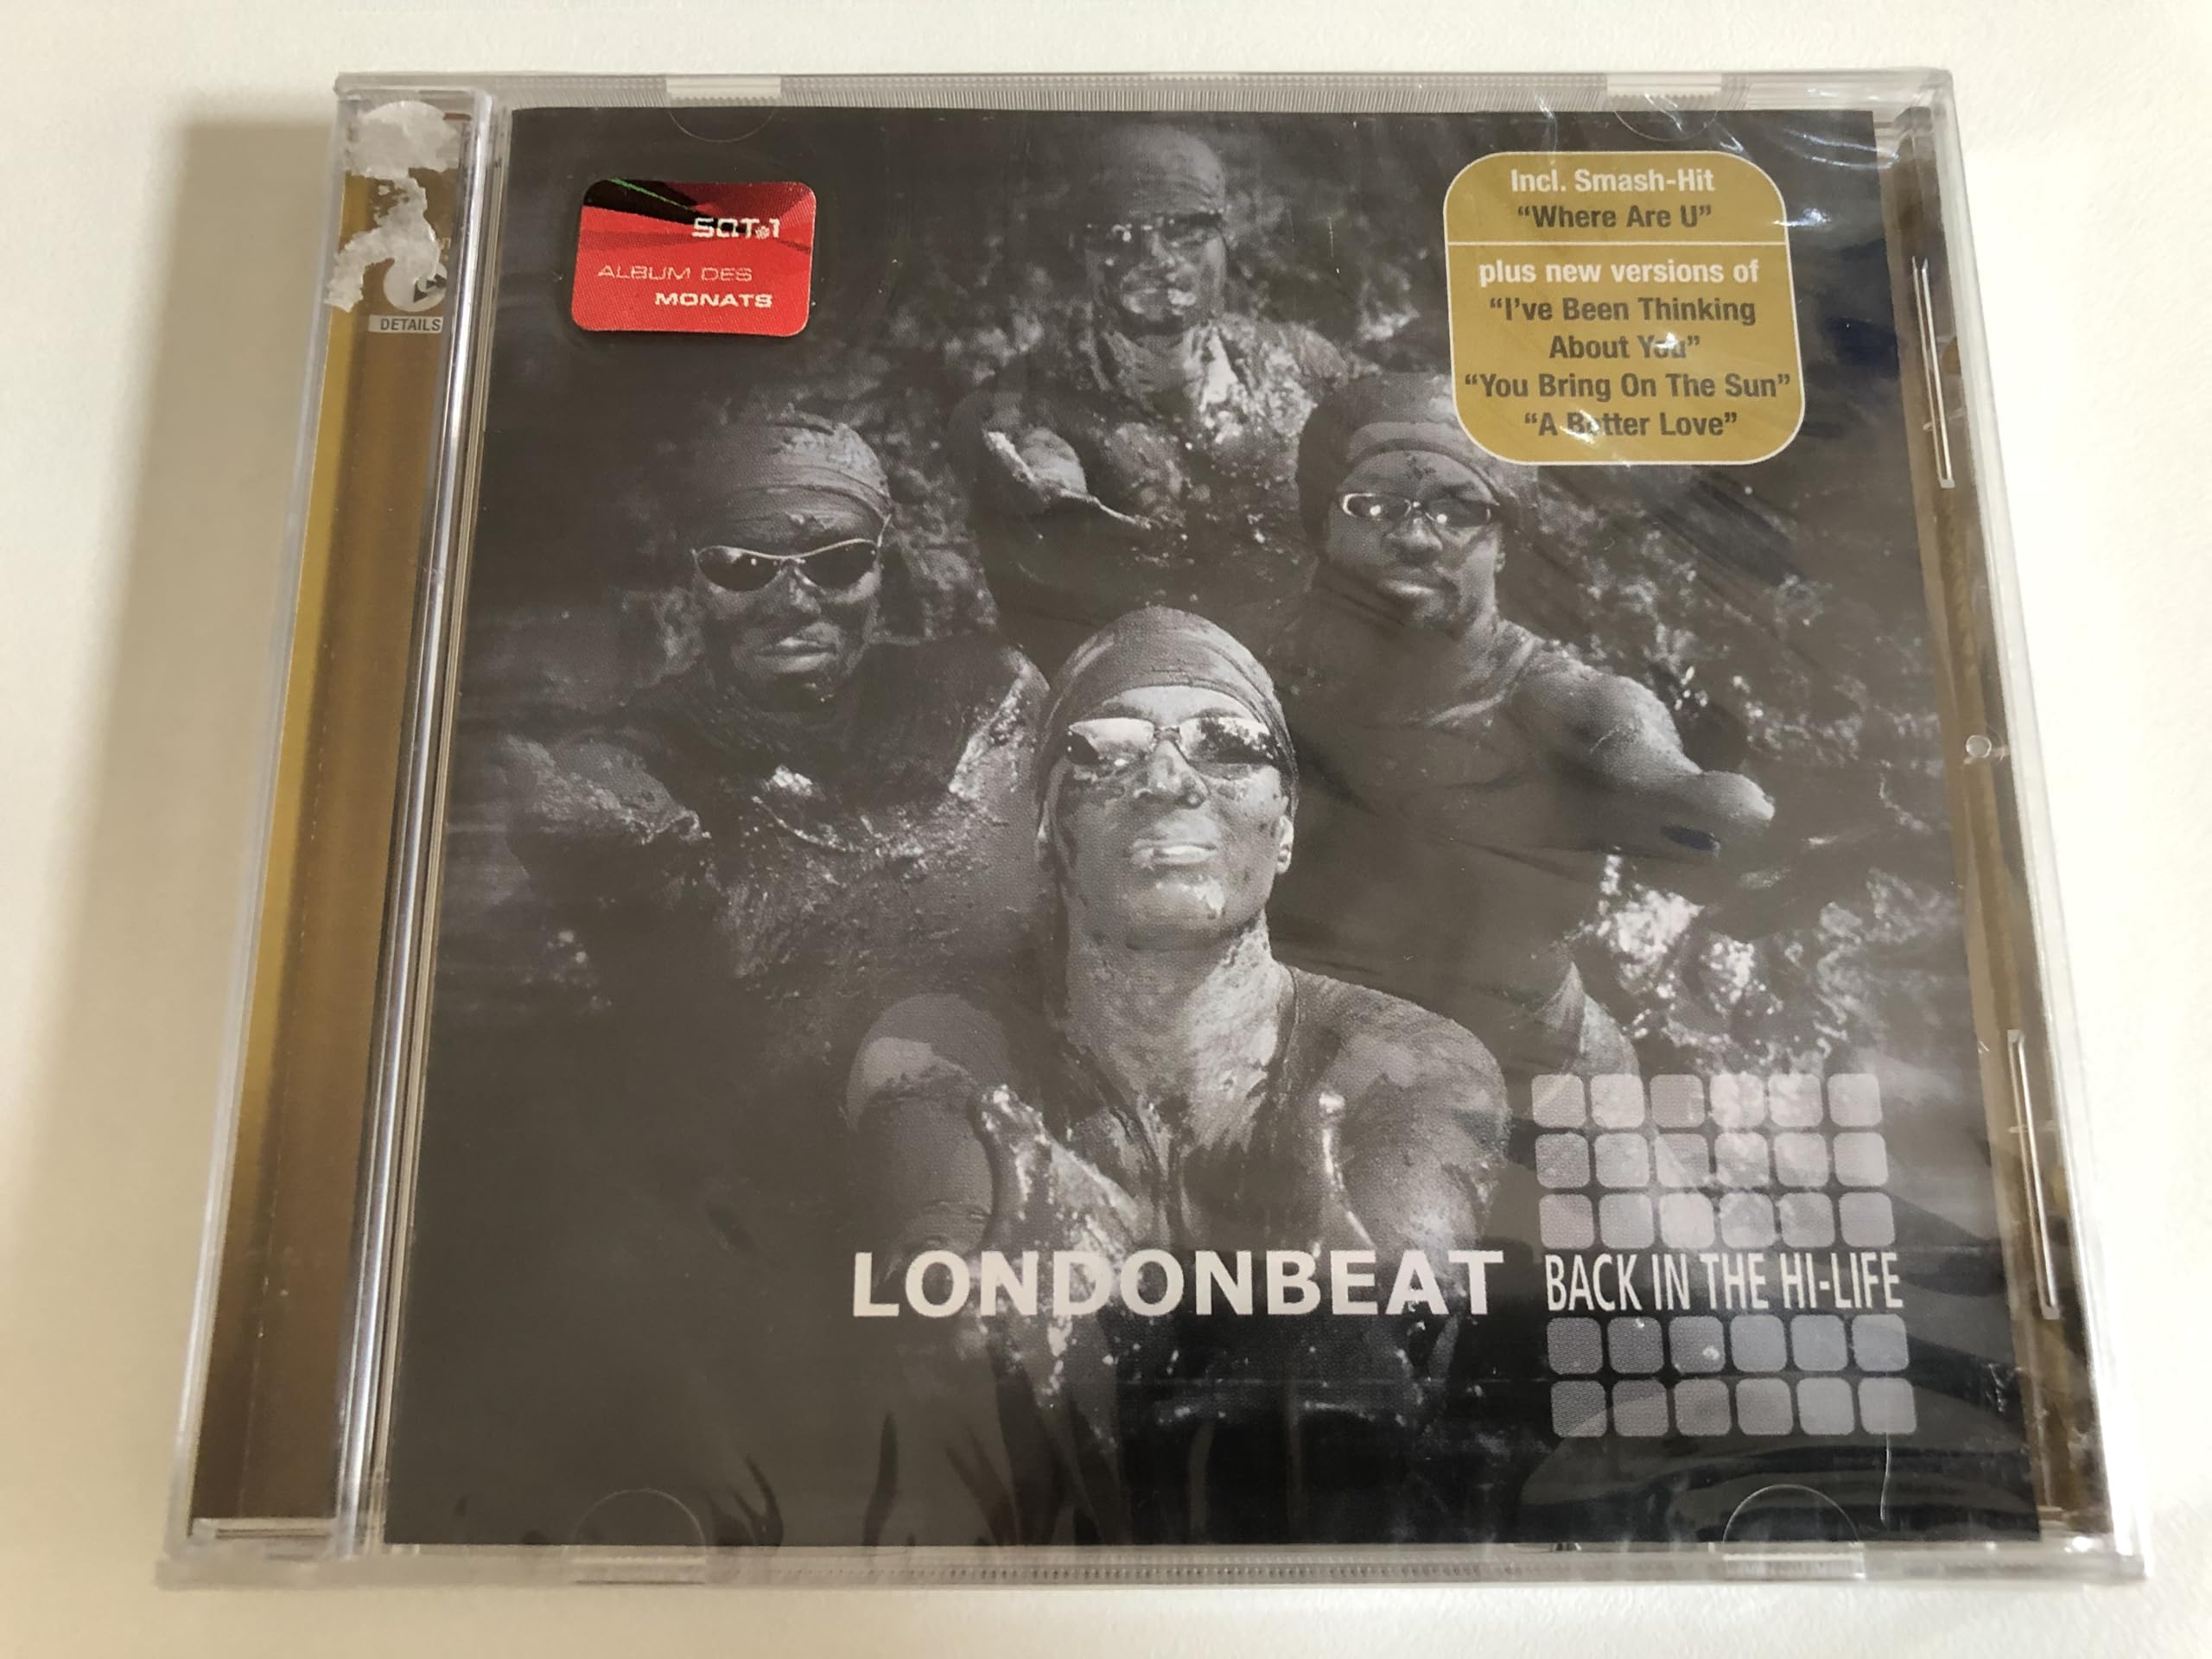 SAT.1
ALBUM DES
MONATS
Incl. Smash-Hit
“Where Are U”
plus new versions of
“I’ve Been Thinking
About You”
“You Bring On The Sun”
“A Better Love”
DETAILS
LONDONBEAT
BACK IN THE HI-LIFE